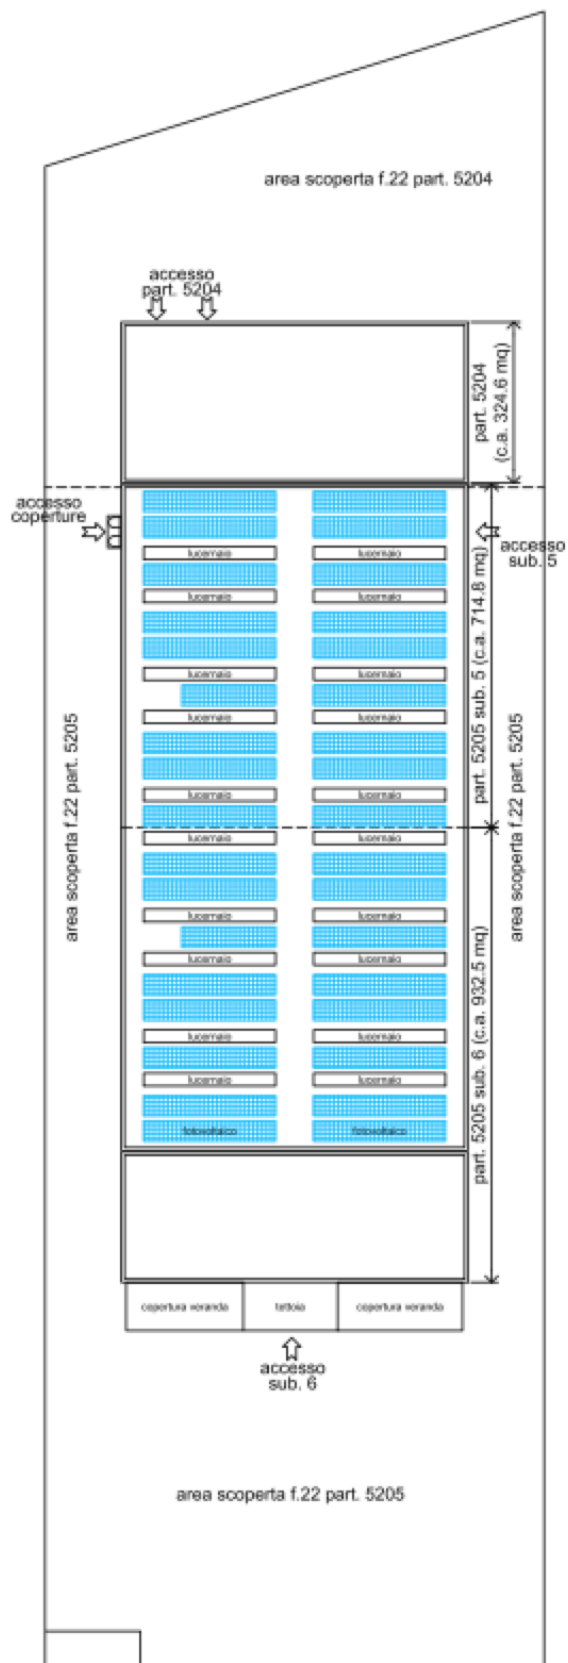 area scoperta f.22 part. 5204
accesso
part. 5204
part. 5204
(c.a. 324.6 mq)
accesso
coperture
accesso
sub. 5
lucernaio lucernaio
lucernaio lucernaio
lucernaio lucernaio
lucernaio lucernaio
lucernaio lucernaio
part. 5205 sub. 5 (c.a. 714.8 mq)
area scoperta f.22 part. 5205
area scoperta f.22 part. 5205
lucernaio lucernaio
lucernaio lucernaio
lucernaio lucernaio
lucernaio lucernaio
lucernaio lucernaio
part. 5205 sub. 6 (c.a. 932.5 mq)
fotovoltaico fotovoltaico
copertura veranda tettoia copertura veranda
accesso
sub. 6
area scoperta f.22 part. 5205